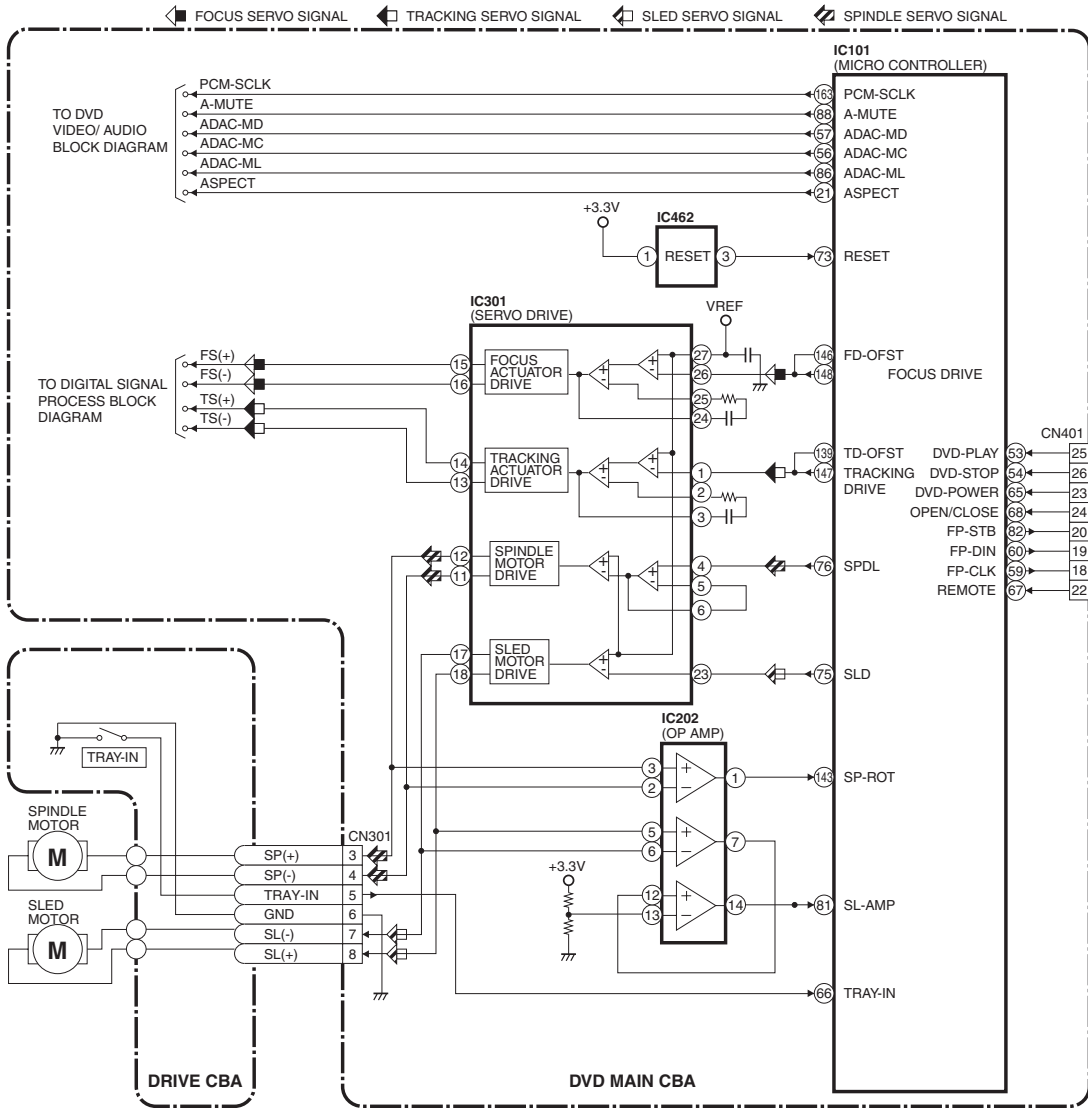 FOCUS SERVO SIGNAL TRACKING SERVO SIGNAL SLED SERVO SIGNAL SPINDLE SERVO SIGNAL
IC101
(MICRO CONTROLLER)
TO DVD
VIDEO/ AUDIO
BLOCK DIAGRAM
PCM-SCLK 163 PCM-SCLK
A-MUTE 88 A-MUTE
ADAC-MD 57 ADAC-MD
ADAC-MC 56 ADAC-MC
ADAC-ML 86 ADAC-ML
ASPECT 21 ASPECT
+3.3V
IC462
1 RESET 3 73 RESET
IC301
(SERVO DRIVE)
VREF
TO DIGITAL SIGNAL
PROCESS BLOCK
DIAGRAM
FS(+) 15
FS(-) 16
TS(+)
TS(-)
FOCUS
ACTUATOR
DRIVE
+ - + -
27
26
25
24
146 FD-OFST
148 FOCUS DRIVE
14
13
TRACKING
ACTUATOR
DRIVE
+ - + -
1
2
3
139 TD-OFST
147 TRACKING
DRIVE
CN401
DVD-PLAY 53 25
DVD-STOP 54 26
DVD-POWER 65 23
OPEN/CLOSE 68 24
FP-STB 82 20
FP-DIN 60 19
FP-CLK 59 18
REMOTE 67 22
12
11
SPINDLE
MOTOR
DRIVE
+ - + -
4
5
6
76 SPDL
17
18
SLED
MOTOR
DRIVE
+ -
23
75 SLD
IC202
(OP AMP)
3 + 1 143 SP-ROT
2 −
5 + 7
6 −
+3.3V
12 + 14 81 SL-AMP
13 −
66 TRAY-IN
TRAY-IN
SPINDLE
MOTOR
M
SLED
MOTOR
M
CN301
SP(+) 3
SP(-) 4
TRAY-IN 5
GND 6
SL(-) 7
SL(+) 8
DRIVE CBA DVD MAIN CBA